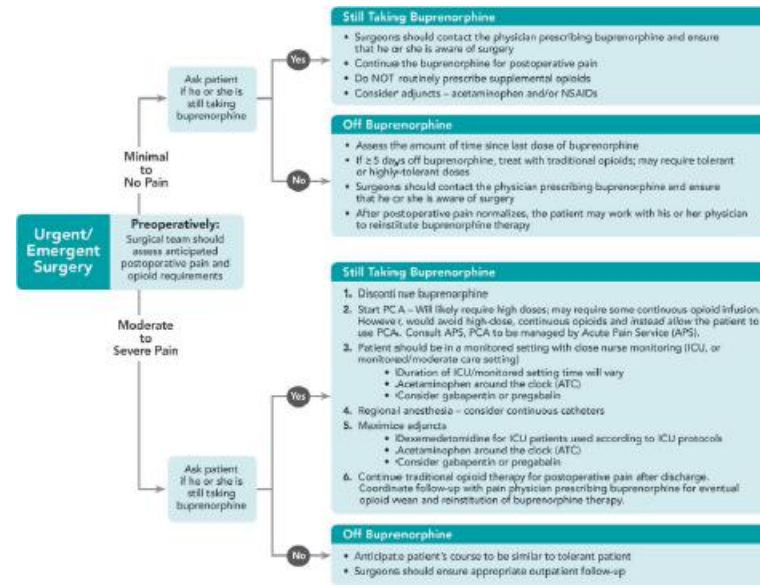 Urgent/
Emergent
Surgery
Preoperatively:
Surgical team should
assess anticipated
postoperative pain and
opioid requirements
Minimal
to
No Pain
Ask patient
if he or she is
still taking
buprenorphine
Yes
Still Taking Buprenorphine
• Surgeons should contact the physician prescribing buprenorphine and ensure
that he or she is aware of surgery
• Continue the buprenorphine for postoperative pain
• Do NOT routinely prescribe supplemental opioids
• Consider adjuncts – acetaminophen and/or NSAIDs
No
Off Buprenorphine
• Assess the amount of time since last dose of buprenorphine
• If ≥ 5 days off buprenorphine, treat with traditional opioids; may require tolerant
or highly-tolerant doses
• Surgeons should contact the physician prescribing buprenorphine and ensure
that he or she is aware of surgery
• After postoperative pain normalizes, the patient may work with his or her physician
to reinstitute buprenorphine therapy
Moderate
to
Severe Pain
Ask patient
if he or she is
still taking
buprenorphine
Yes
Still Taking Buprenorphine
1. Discontinue buprenorphine
2. Start PCA – Will likely require high doses; may require some continuous opioid infusion.
However, would avoid high-dose, continuous opioids and instead allow the patient to
use PCA. Consult APS, PCA to be managed by Acute Pain Service (APS).
3. Patient should be in a monitored setting with close nurse monitoring (ICU, or
monitored/moderate care setting)
• Duration of ICU/monitored setting time will vary
• Acetaminophen around the clock (ATC)
• Consider gabapentin or pregabalin
4. Regional anesthesia – consider continuous catheters
5. Maximize adjuncts
• Dexemedetomidine for ICU patients used according to ICU protocols
• Acetaminophen around the clock (ATC)
• Consider gabapentin or pregabalin
6. Continue traditional opioid therapy for postoperative pain after discharge.
Coordinate follow-up with pain physician prescribing buprenorphine for eventual
opioid wean and reinstitution of buprenorphine therapy.
No
Off Buprenorphine
• Anticipate patient's course to be similar to tolerant patient
• Surgeons should ensure appropriate outpatient follow-up